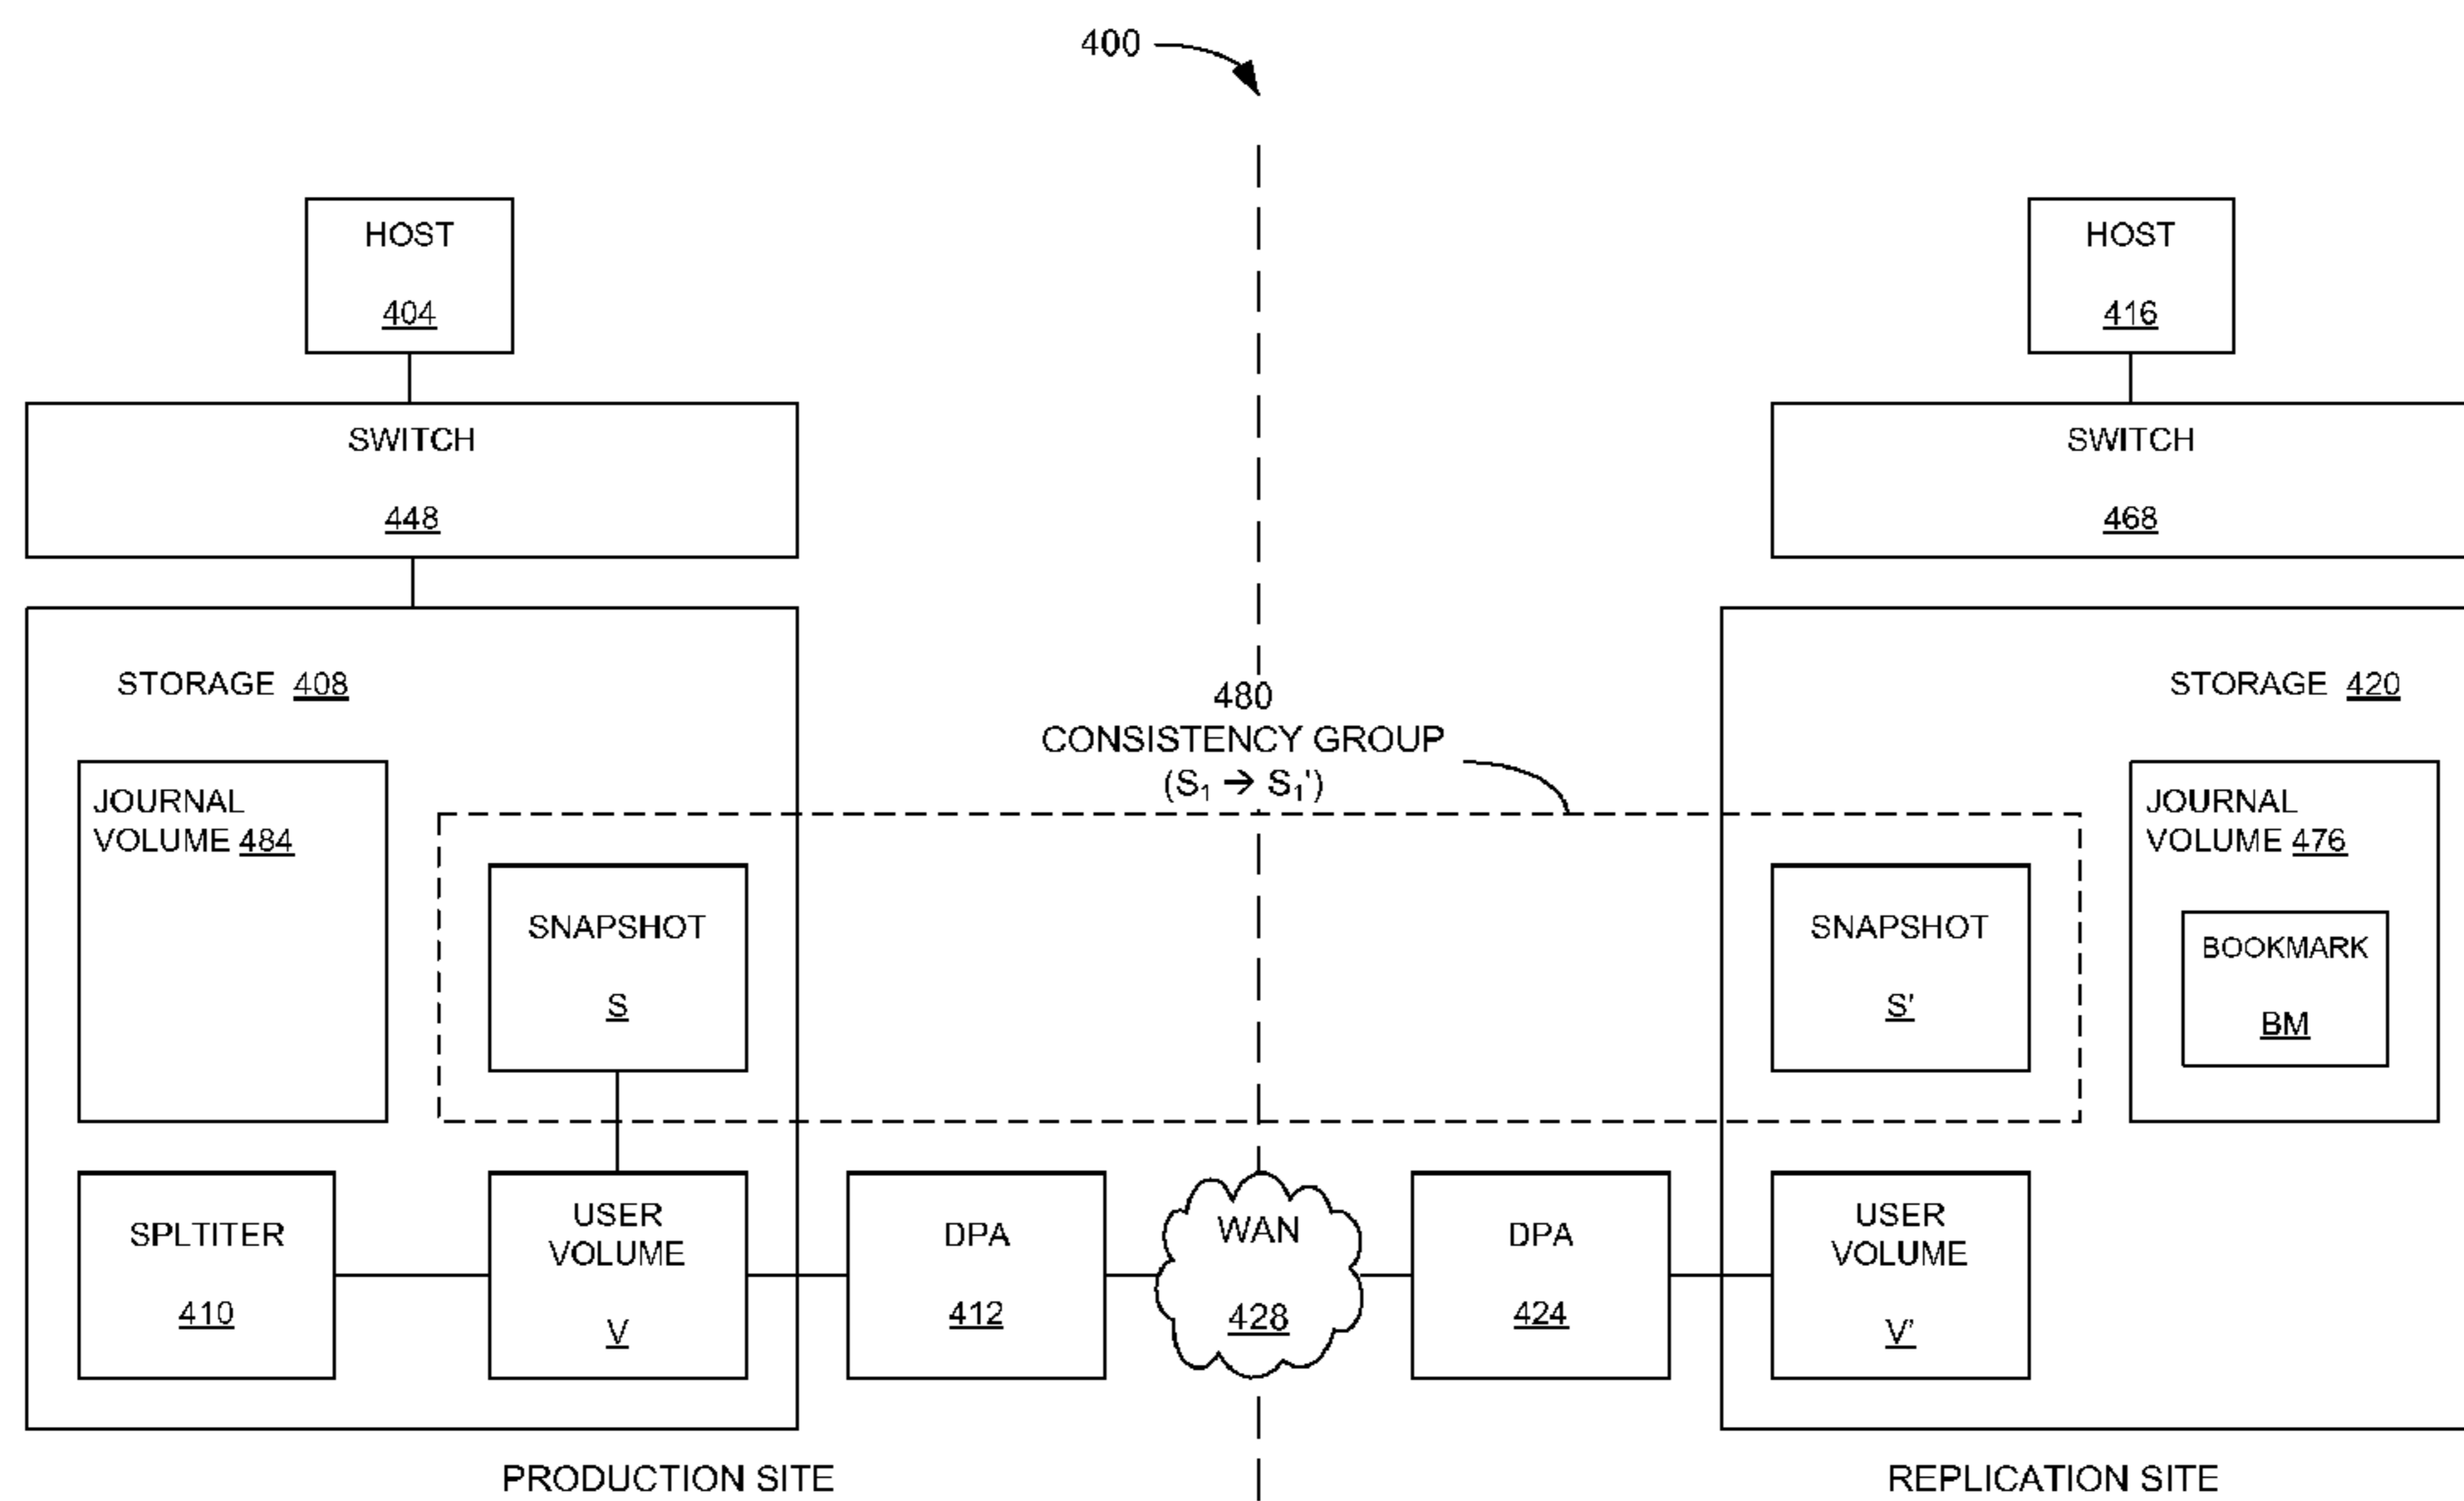 400
HOST
404
HOST
416
SWITCH
448
SWITCH
468
STORAGE 408
STORAGE 420
480
CONSISTENCY GROUP
(S₁ → S₁')
JOURNAL
VOLUME 484
SNAPSHOT
S
SNAPSHOT
S'
JOURNAL
VOLUME 476
BOOKMARK
BM
SPLTITER
410
USER
VOLUME
V
DPA
412
WAN
428
DPA
424
USER
VOLUME
V'
PRODUCTION SITE
REPLICATION SITE